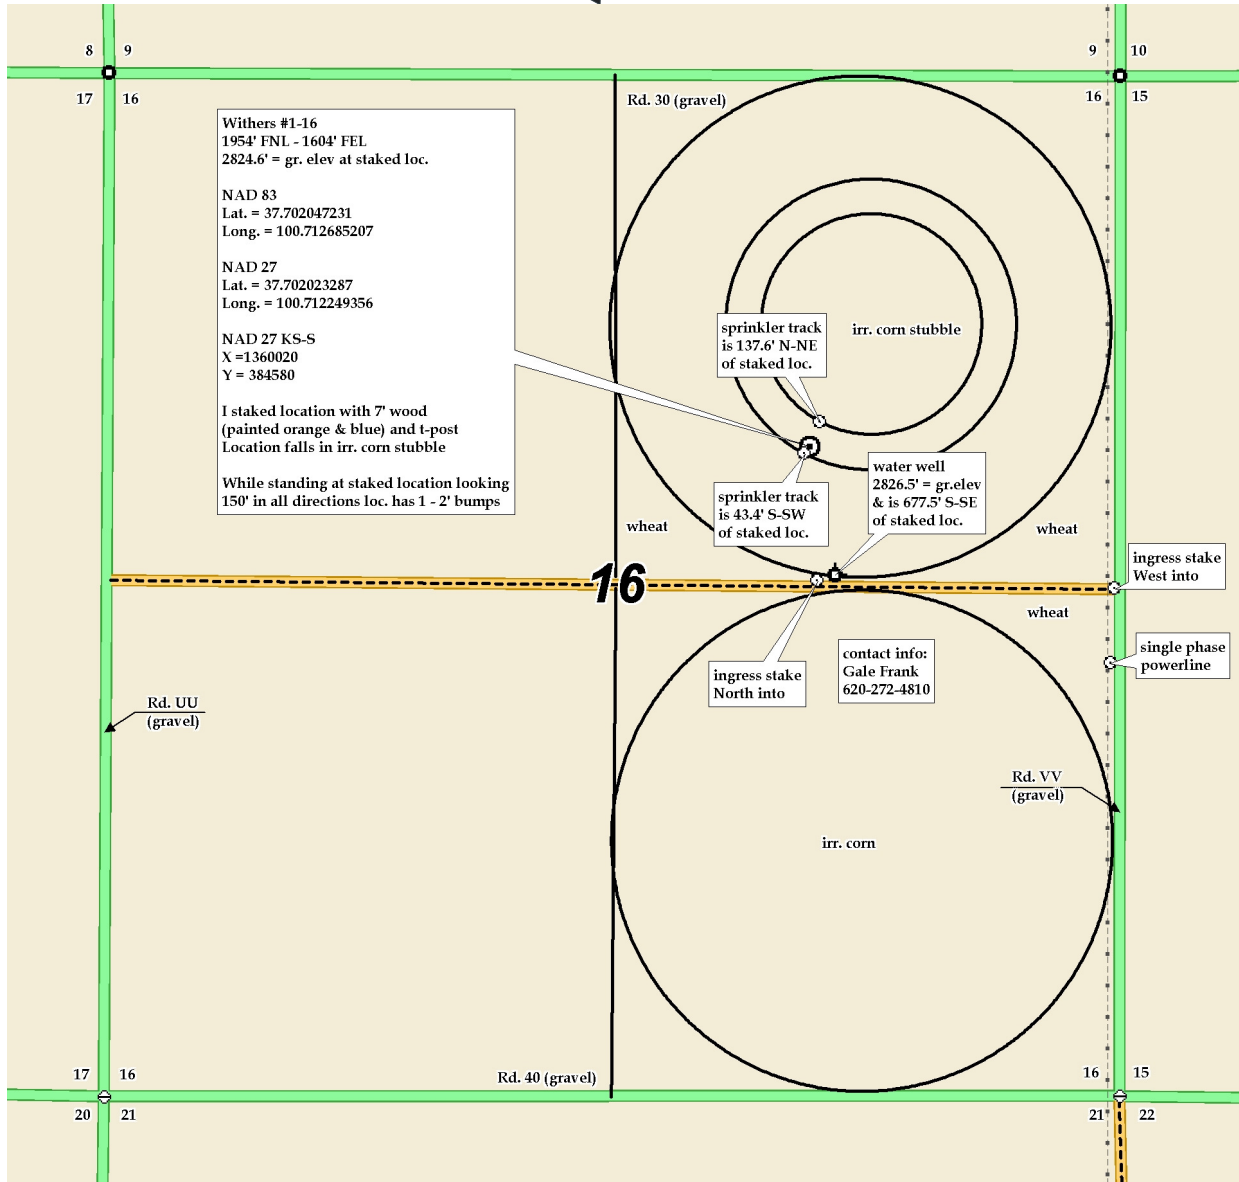 8 9
17 16
9 10
16 15
Rd. 30 (gravel)
Withers #1-16
1954' FNL - 1604' FEL
2824.6' = gr. elev at staked loc.
NAD 83
Lat. = 37.702047231
Long. = 100.712685207
NAD 27
Lat. = 37.702023287
Long. = 100.712249356
NAD 27 KS-S
X =1360020
Y = 384580
I staked location with 7' wood
(painted orange & blue) and t-post
Location falls in irr. corn stubble
While standing at staked location looking
150' in all directions loc. has 1 - 2' bumps
sprinkler track
is 137.6' N-NE
of staked loc.
irr. corn stubble
sprinkler track
is 43.4' S-SW
of staked loc.
water well
2826.5' = gr.elev
& is 677.5' S-SE
of staked loc.
wheat
wheat
16
ingress stake
West into
wheat
ingress stake
North into
contact info:
Gale Frank
620-272-4810
single phase
powerline
Rd. UU
(gravel)
Rd. VV
(gravel)
irr. corn
Rd. 40 (gravel)
17 16
20 21
16 15
21 22